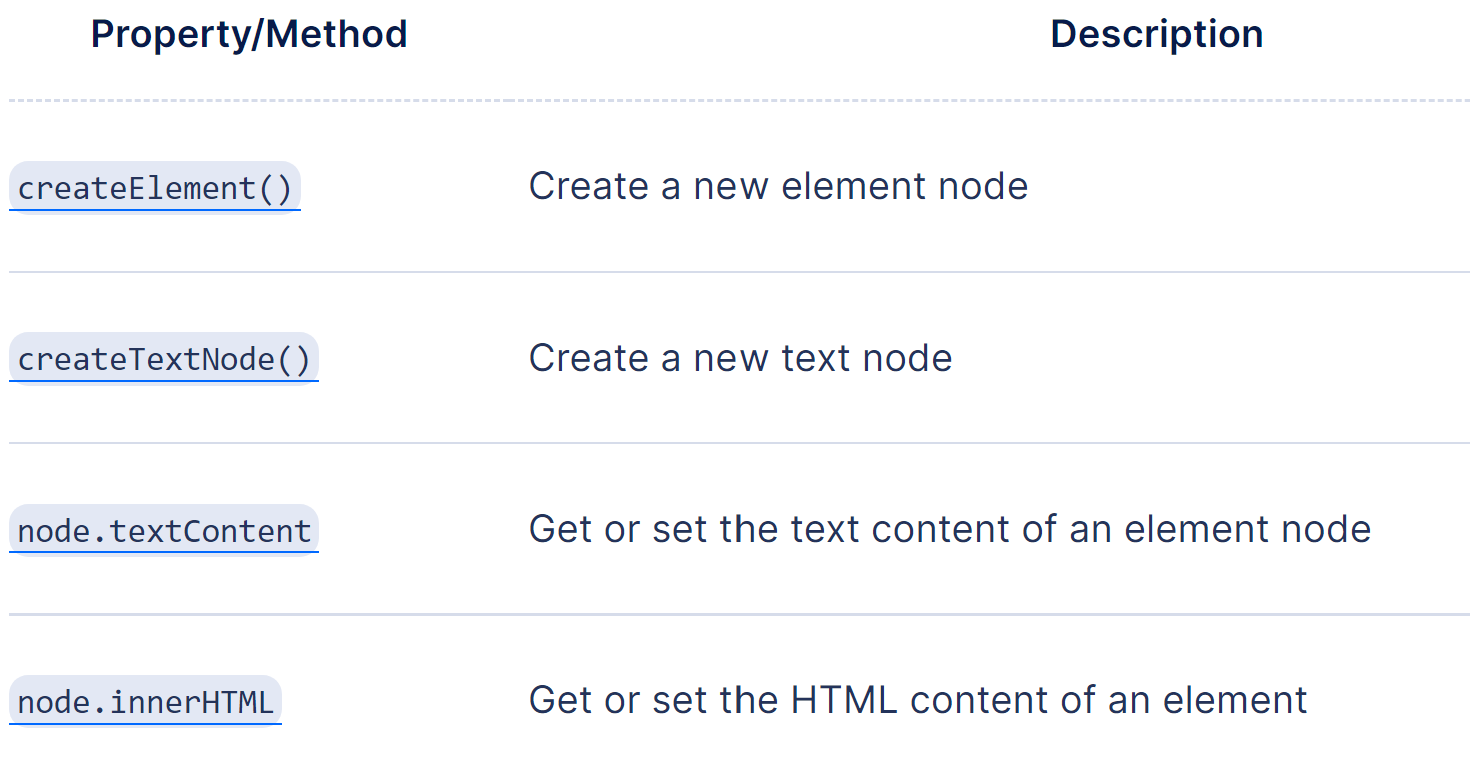 Property/Method Description
createElement() Create a new element node
createTextNode() Create a new text node
node.textContent Get or set the text content of an element node
node.innerHTML Get or set the HTML content of an element